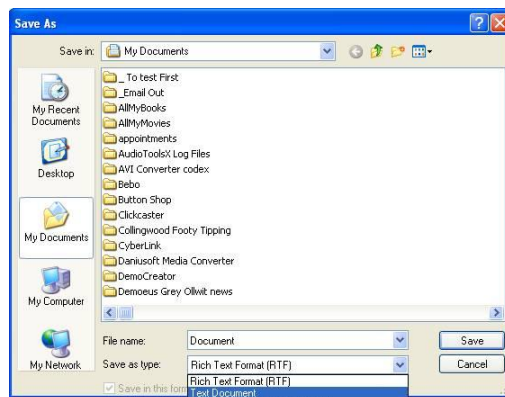 Save As
Save in:
My Documents
My Recent
Documents
Desktop
My Documents
My Computer
My Network
_ To test First
_Email Out
AllMyBooks
AllMyMovies
appointments
AudioToolsX Log Files
AVI Converter codex
Bebo
Button Shop
Clickcaster
Collingwood Footy Tipping
CyberLink
Daniusoft Media Converter
DemoCreator
Demoeus Grey Ollwit news
File name:
Document
Save
Save as type:
Rich Text Format (RTF)
Cancel
Save in this for
Rich Text Format (RTF)
Text Document